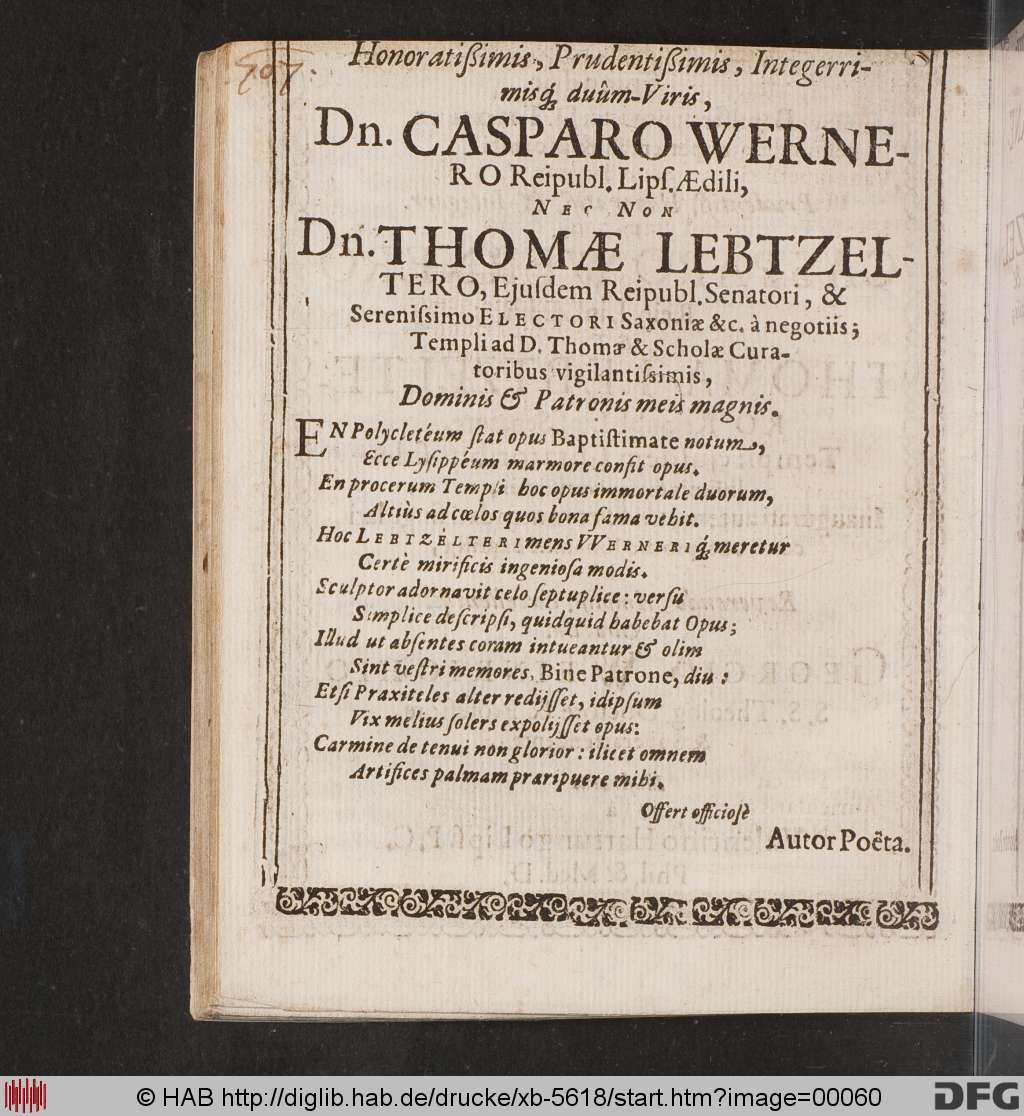 507.
Honoratißimis, Prudentißimis, Integerri-
misq́; duûm-Viris,
Dn. CASPARO WERNE-
RO Reipubl. Lipſ. Ædili,
NEC NON
Dn. THOMÆ LEBTZEL-
TERO, Ejuſdem Reipubl. Senatori, &
Sereniſsimo ELECTORI Saxoniæ &c. à negotiis;
Templi ad D. Thomæ & Scholæ Cura-
toribus vigilantiſsimis,
Dominis & Patronis meis magnis.
EN Polycletéum ſtat opus Baptiſtimate notum,
Ecce Lyſippéum marmore conſit opus.
En procerum Templi hoc opus immortale duorum,
Altiùs ad cœlos quos bona fama vehit.
Hoc LEBTZÈLTERI mens VVERNERIq́; meretur
Certè mirificis ingenioſa modis.
Sculptor adornavit celo ſeptuplice: verſu
Simplice deſcripſi, quidquid habebat Opus;
Illud ut abſentes coram intueantur & olim
Sint veſtri memores, Bine Patrone, diu:
Etſi Praxiteles alter redijſſet, idipſum
Vix melius ſolers expolijſſet opus:
Carmine de tenui non glorior: ilicet omnem
Artifices palmam praripuere mihi.
Offert officioſè
Autor Poëta.
© HAB http://diglib.hab.de/drucke/xb-5618/start.htm?image=00060
DFG